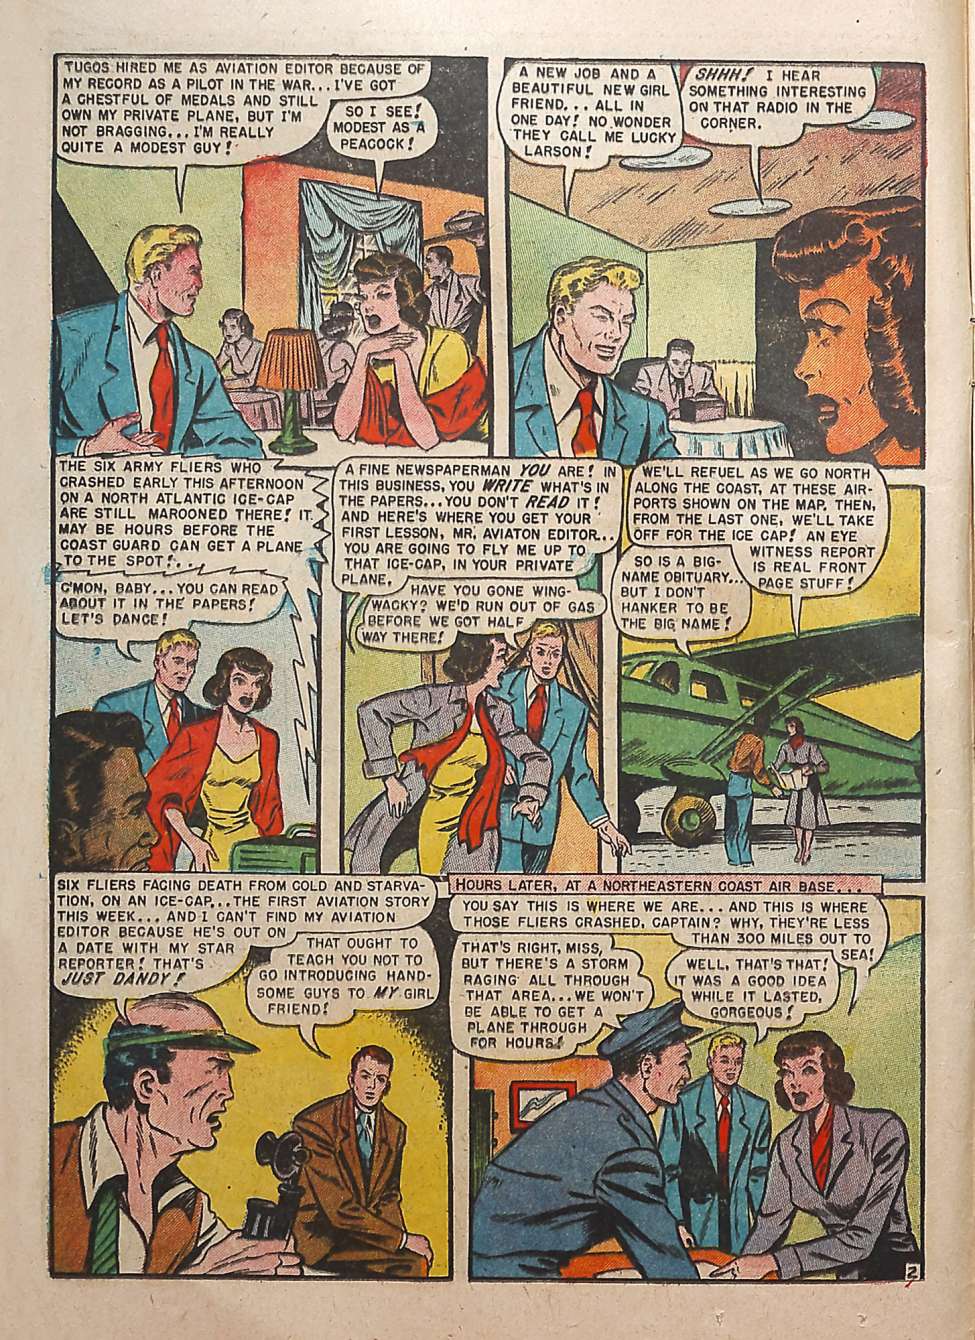 TUGOS HIRED ME AS AVIATION EDITOR BECAUSE OF
MY RECORD AS A PILOT IN THE WAR... I'VE GOT
A CHESTFUL OF MEDALS AND STILL
OWN MY PRIVATE PLANE, BUT I'M
NOT BRAGGING... I'M REALLY
QUITE A MODEST GUY!
SO I SEE!
MODEST AS A
PEACOCK!
A NEW JOB AND A
BEAUTIFUL NEW GIRL
FRIEND... ALL IN
ONE DAY! NO WONDER
THEY CALL ME LUCKY
LARSON!
SHHH! I HEAR
SOMETHING INTERESTING
ON THAT RADIO IN THE
CORNER.
THE SIX ARMY FLIERS WHO
CRASHED EARLY THIS AFTERNOON
ON A NORTH ATLANTIC ICE-CAP
ARE STILL MAROONED THERE! IT
MAY BE HOURS BEFORE THE
COAST GUARD CAN GET A PLANE
TO THE SPOT!...
C'MON, BABY... YOU CAN READ
ABOUT IT IN THE PAPERS!
LET'S DANCE!
A FINE NEWSPAPERMAN YOU ARE! IN
THIS BUSINESS, YOU WRITE WHAT'S IN
THE PAPERS... YOU DON'T READ IT!
AND HERE'S WHERE YOU GET YOUR
FIRST LESSON, MR. AVIATON EDITOR...
YOU ARE GOING TO FLY ME UP TO
THAT ICE-CAP, IN YOUR PRIVATE
PLANE.
HAVE YOU GONE WING-
WACKY? WE'D RUN OUT OF GAS
BEFORE WE GOT HALF
WAY THERE!
WE'LL REFUEL AS WE GO NORTH
ALONG THE COAST, AT THESE AIR-
PORTS SHOWN ON THE MAP. THEN,
FROM THE LAST ONE, WE'LL TAKE
OFF FOR THE ICE CAP! AN EYE
WITNESS REPORT
IS REAL FRONT
PAGE STUFF!
SO IS A BIG-
NAME OBITUARY...
BUT I DON'T
HANKER TO BE
THE BIG NAME!
SIX FLIERS FACING DEATH FROM COLD AND STARVA-
TION, ON AN ICE-CAP... THE FIRST AVIATION STORY
THIS WEEK... AND I CAN'T FIND MY AVIATION
EDITOR BECAUSE HE'S OUT ON
A DATE WITH MY STAR
REPORTER! THAT'S
JUST DANDY!
THAT OUGHT TO
TEACH YOU NOT TO
GO INTRODUCING HAND-
SOME GUYS TO MY GIRL
FRIEND!
HOURS LATER, AT A NORTHEASTERN COAST AIR BASE...
YOU SAY THIS IS WHERE WE ARE... AND THIS IS WHERE
THOSE FLIERS CRASHED, CAPTAIN? WHY, THEY'RE LESS
THAN 300 MILES OUT TO
SEA!
THAT'S RIGHT, MISS,
BUT THERE'S A STORM
RAGING ALL THROUGH
THAT AREA... WE WON'T
BE ABLE TO GET A
PLANE THROUGH
FOR HOURS!
WELL, THAT'S THAT!
IT WAS A GOOD IDEA
WHILE IT LASTED,
GORGEOUS!
2